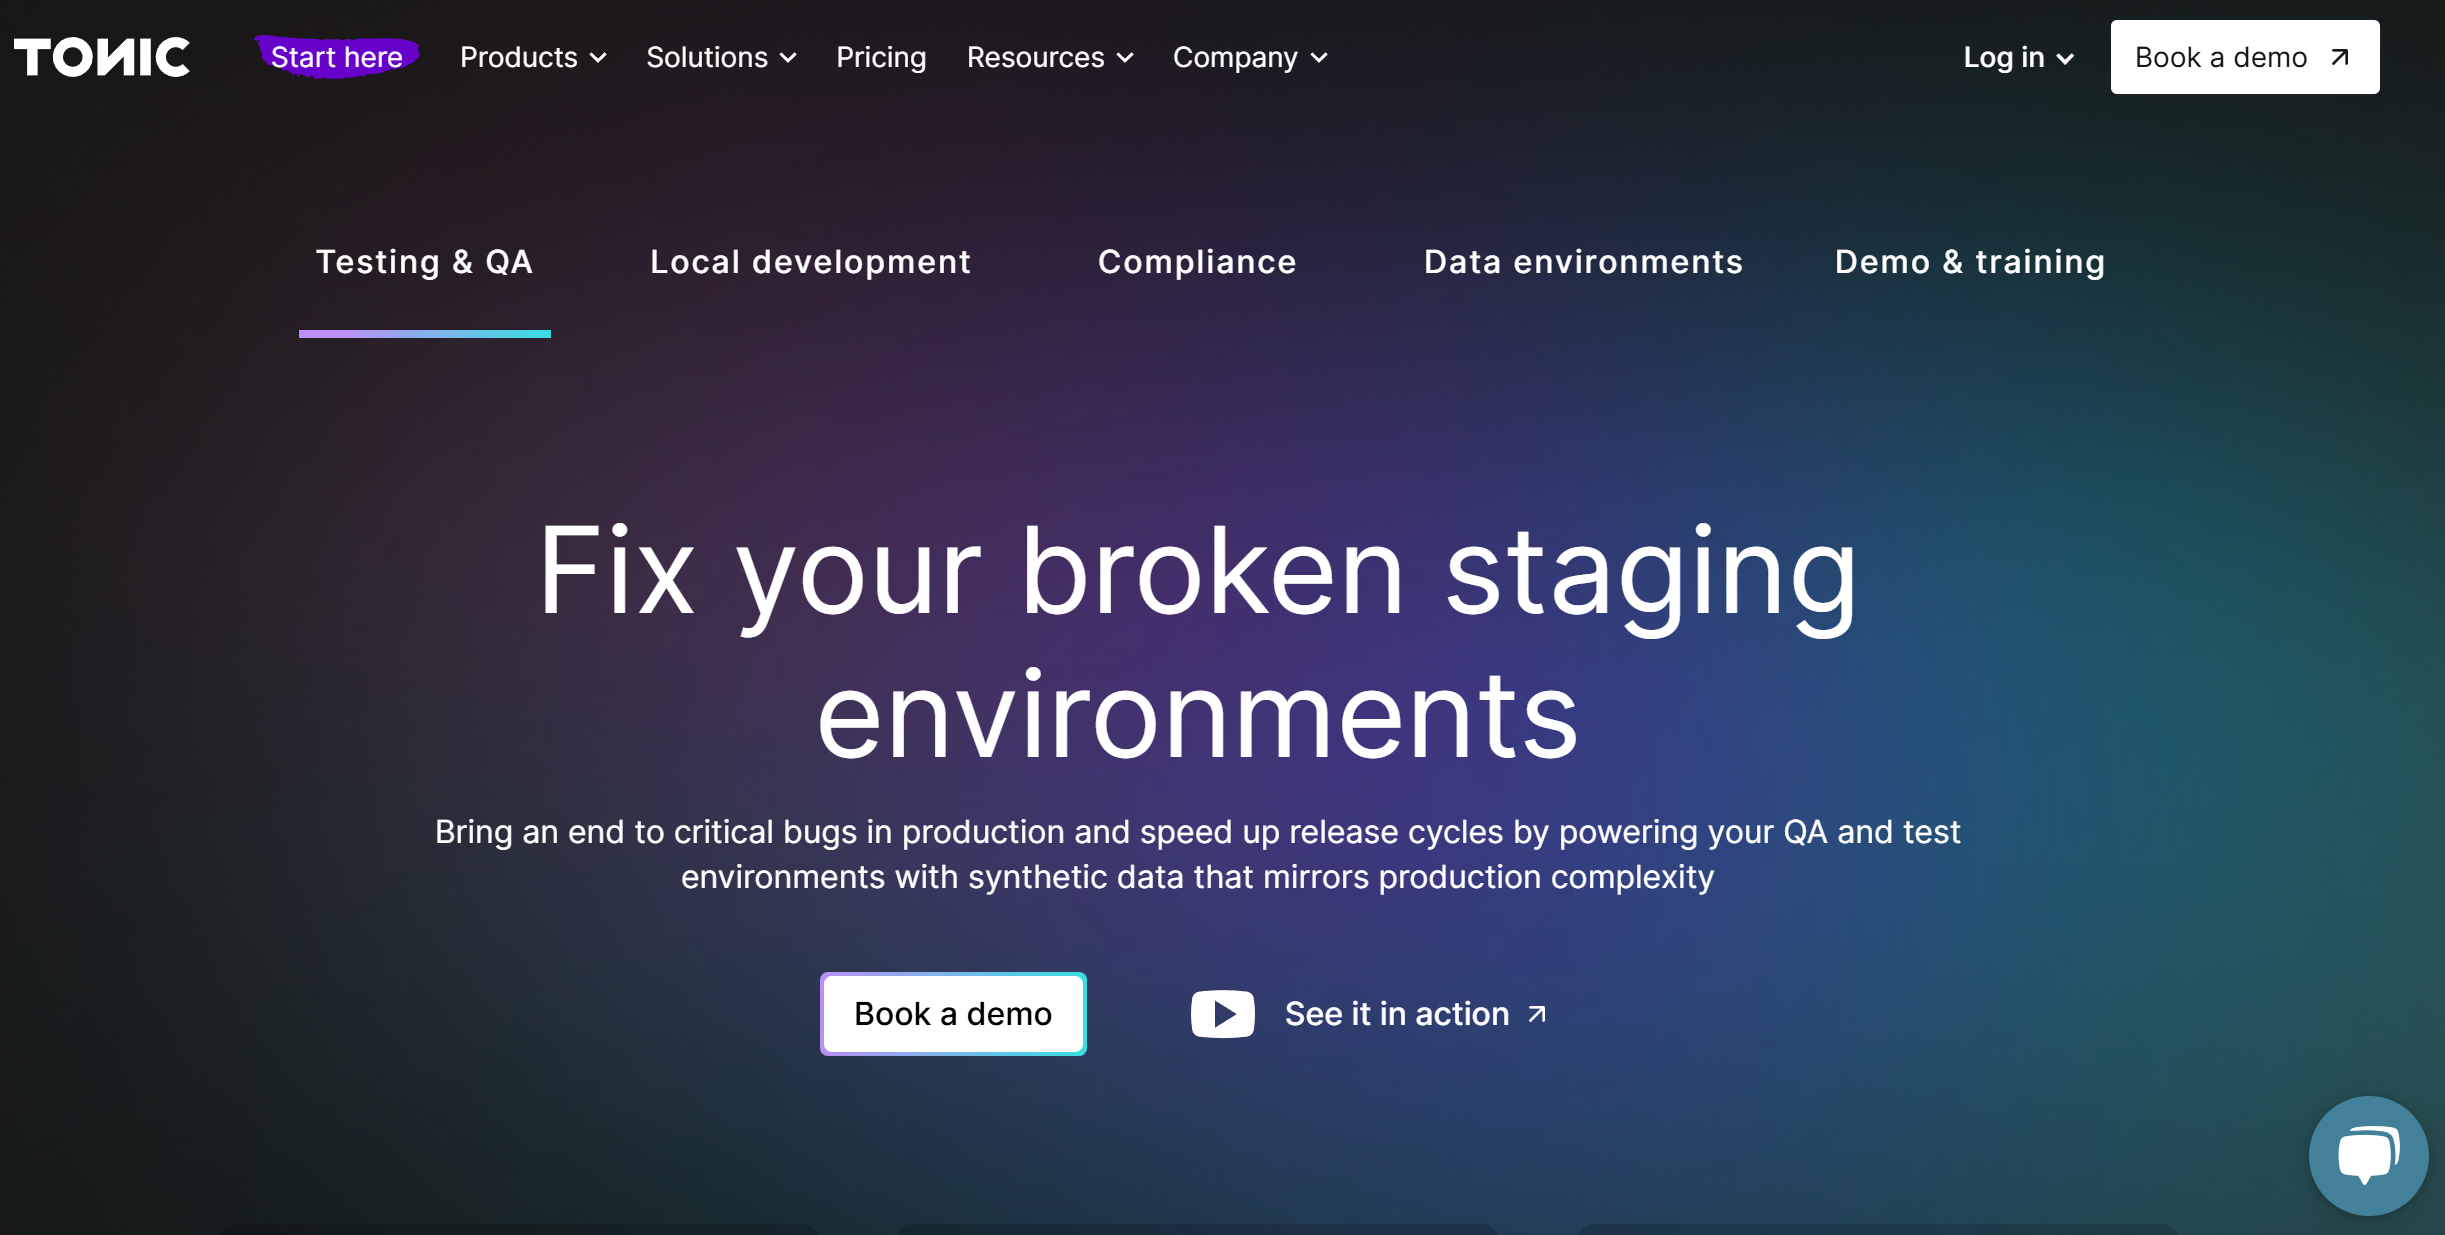 TONIC
Start here
Products
Solutions
Pricing
Resources
Company
Log in
Book a demo
Testing & QA
Local development
Compliance
Data environments
Demo & training
Fix your broken staging
environments
Bring an end to critical bugs in production and speed up release cycles by powering your QA and test
environments with synthetic data that mirrors production complexity
Book a demo
See it in action